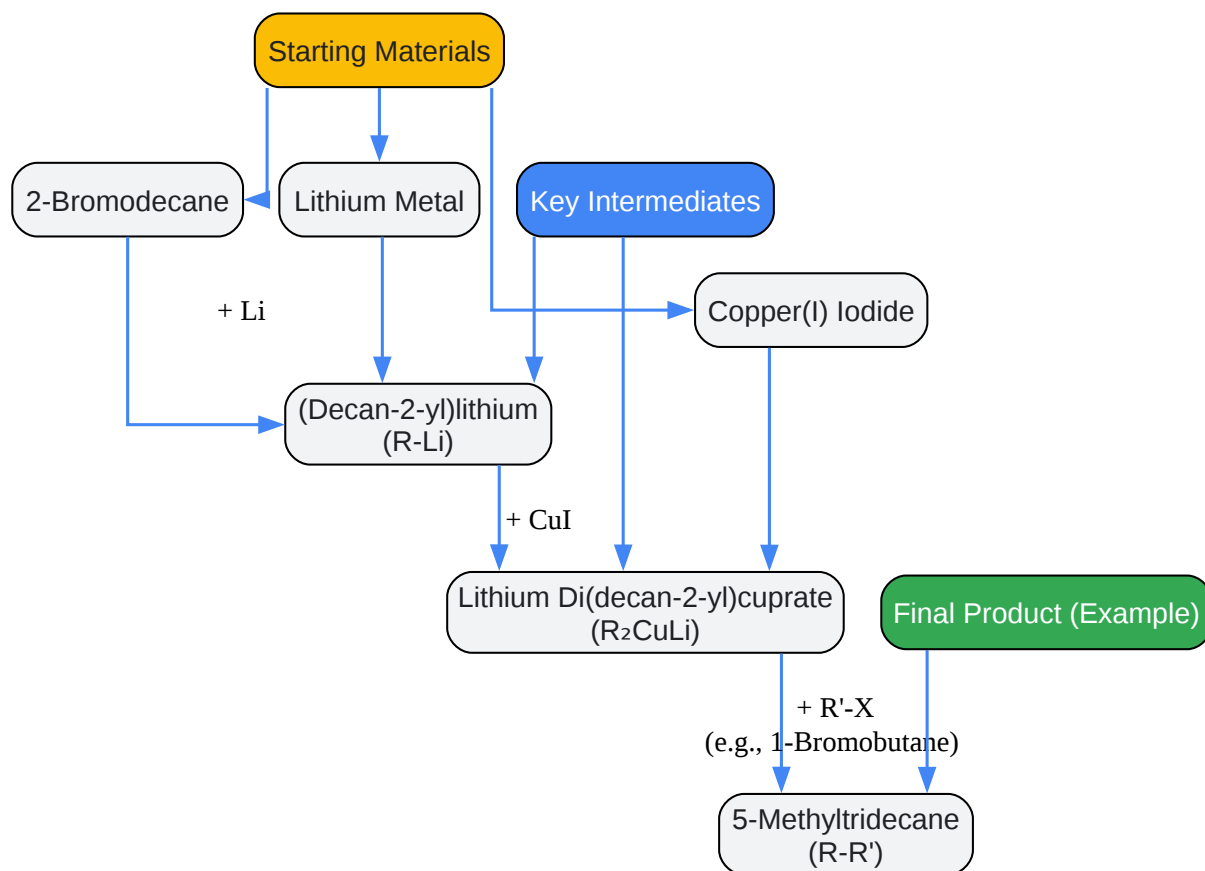 Starting Materials
2-Bromodecane
Lithium Metal
Key Intermediates
+ Li
Copper(I) Iodide
(Decan-2-yl)lithium
(R-Li)
+ CuI
Lithium Di(decan-2-yl)cuprate
(R₂CuLi)
Final Product (Example)
+ R'-X
(e.g., 1-Bromobutane)
5-Methyltridecane
(R-R')